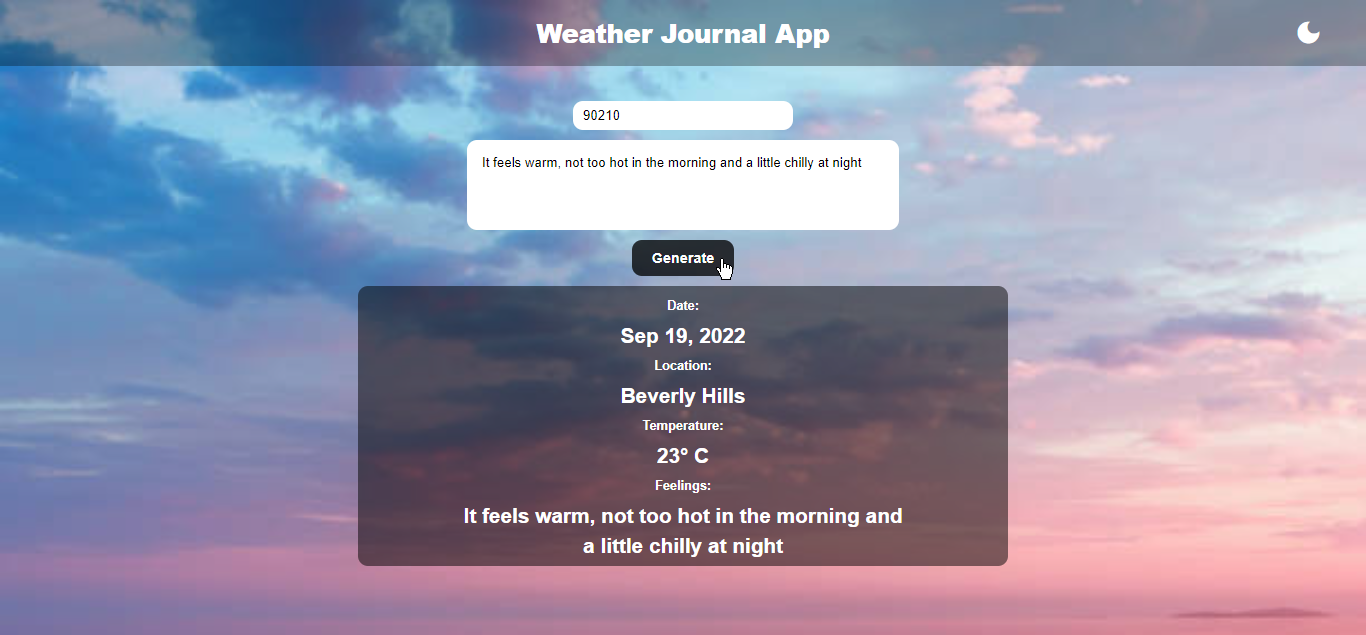 Weather Journal App
90210
It feels warm, not too hot in the morning and a little chilly at night
Generate
Date:
Sep 19, 2022
Location:
Beverly Hills
Temperature:
23° C
Feelings:
It feels warm, not too hot in the morning and
a little chilly at night